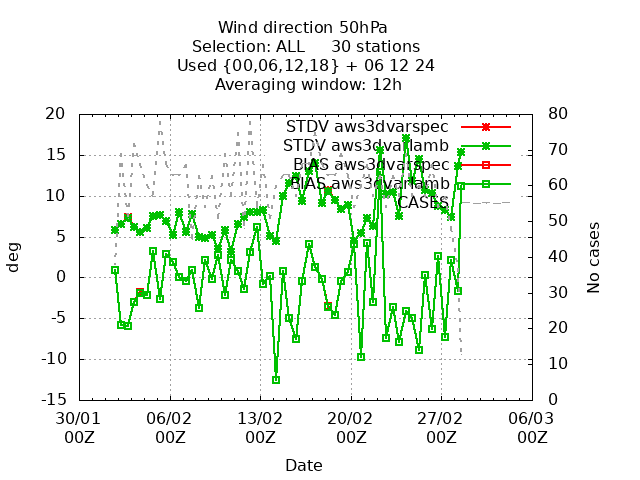 Wind direction 50hPa
Selection: ALL 30 stations
Used {00,06,12,18} + 06 12 24
Averaging window: 12h
20 80
STDV aws3dvarspec
STDV aws3dvarlamb
BIAS aws3dvarspec
BIAS aws3dvarlamb
CASES
15 70
10 60
5 50
0 40
-5 30
-10 20
-15 10
0
deg
No cases
30/01 06/02 13/02 20/02 27/02 06/03
00Z 00Z 00Z 00Z 00Z 00Z
Date